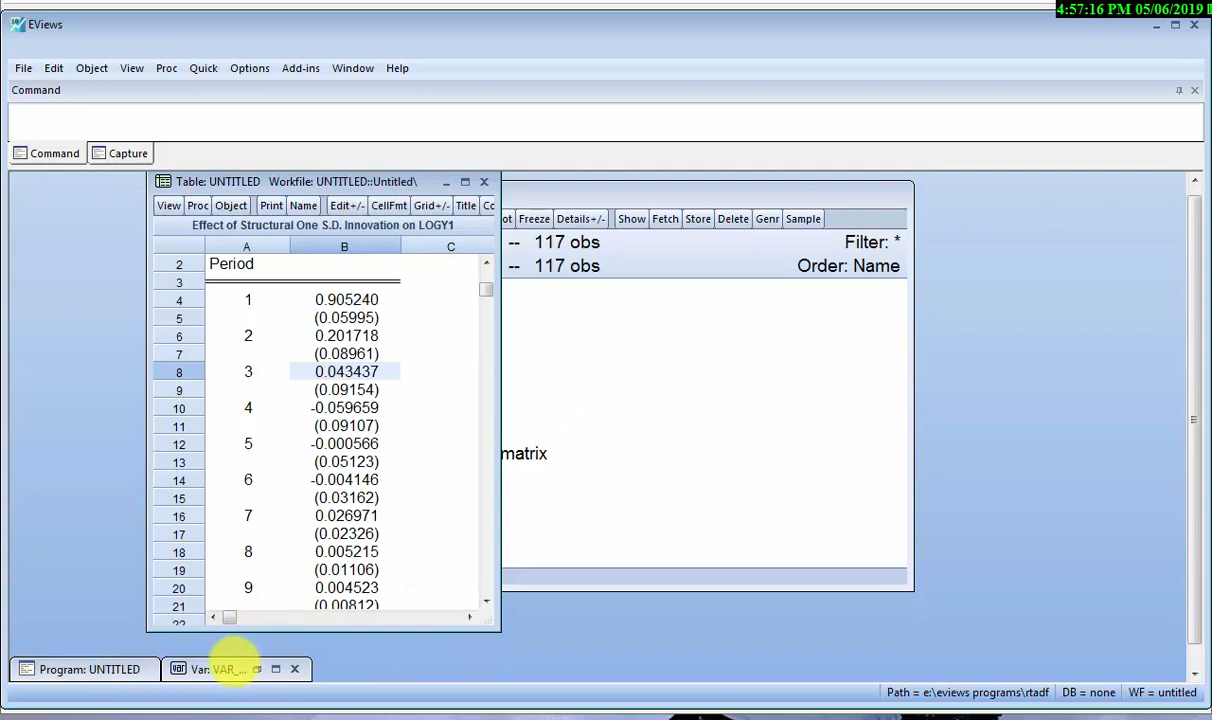 4:57:16 PM 05/06/2019
EViews
File Edit Object View Proc Quick Options Add-ins Window Help
Command
Command Capture
Table: UNTITLED Workfile: UNTITLED::Untitled\
View Proc Object Print Name Edit+/- CellFmt Grid+/- Title Co
Freeze Details+/- Show Fetch Store Delete Genr Sample
Effect of Structural One S.D. Innovation on LOGY1
-- 117 obs Filter: *
-- 117 obs Order: Name
A B C
2 Period
3
4 1 0.905240
5 (0.05995)
6 2 0.201718
7 (0.08961)
8 3 0.043437
9 (0.09154)
10 4 -0.059659
11 (0.09107)
12 5 -0.000566
13 (0.05123)
matrix
14 6 -0.004146
15 (0.03162)
16 7 0.026971
17 (0.02326)
18 8 0.005215
19 (0.01106)
20 9 0.004523
21 (0.00812)
22
Program: UNTITLED Var: VAR_...
Path = e:\eviews programs\rtadf DB = none WF = untitled